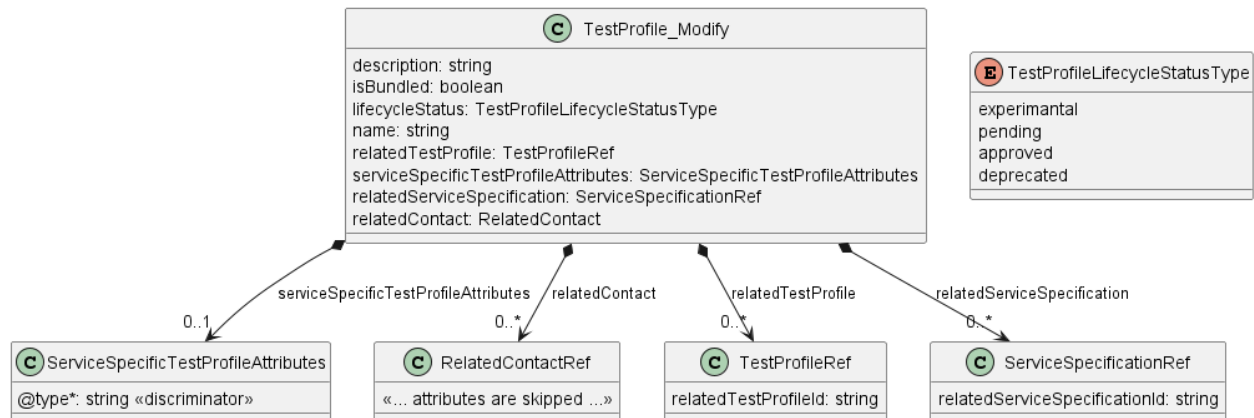 C TestProfile_Modify
description: string
isBundled: boolean
lifecycleStatus: TestProfileLifecycleStatusType
name: string
relatedTestProfile: TestProfileRef
serviceSpecificTestProfileAttributes: ServiceSpecificTestProfileAttributes
relatedServiceSpecification: ServiceSpecificationRef
relatedContact: RelatedContact
E TestProfileLifecycleStatusType
experimantal
pending
approved
deprecated
serviceSpecificTestProfileAttributes
relatedContact
relatedTestProfile
relatedServiceSpecification
0..1
0..*
0..*
0..*
C ServiceSpecificTestProfileAttributes
@type*: string «discriminator»
C RelatedContactRef
«... attributes are skipped ...»
C TestProfileRef
relatedTestProfileId: string
C ServiceSpecificationRef
relatedServiceSpecificationId: string